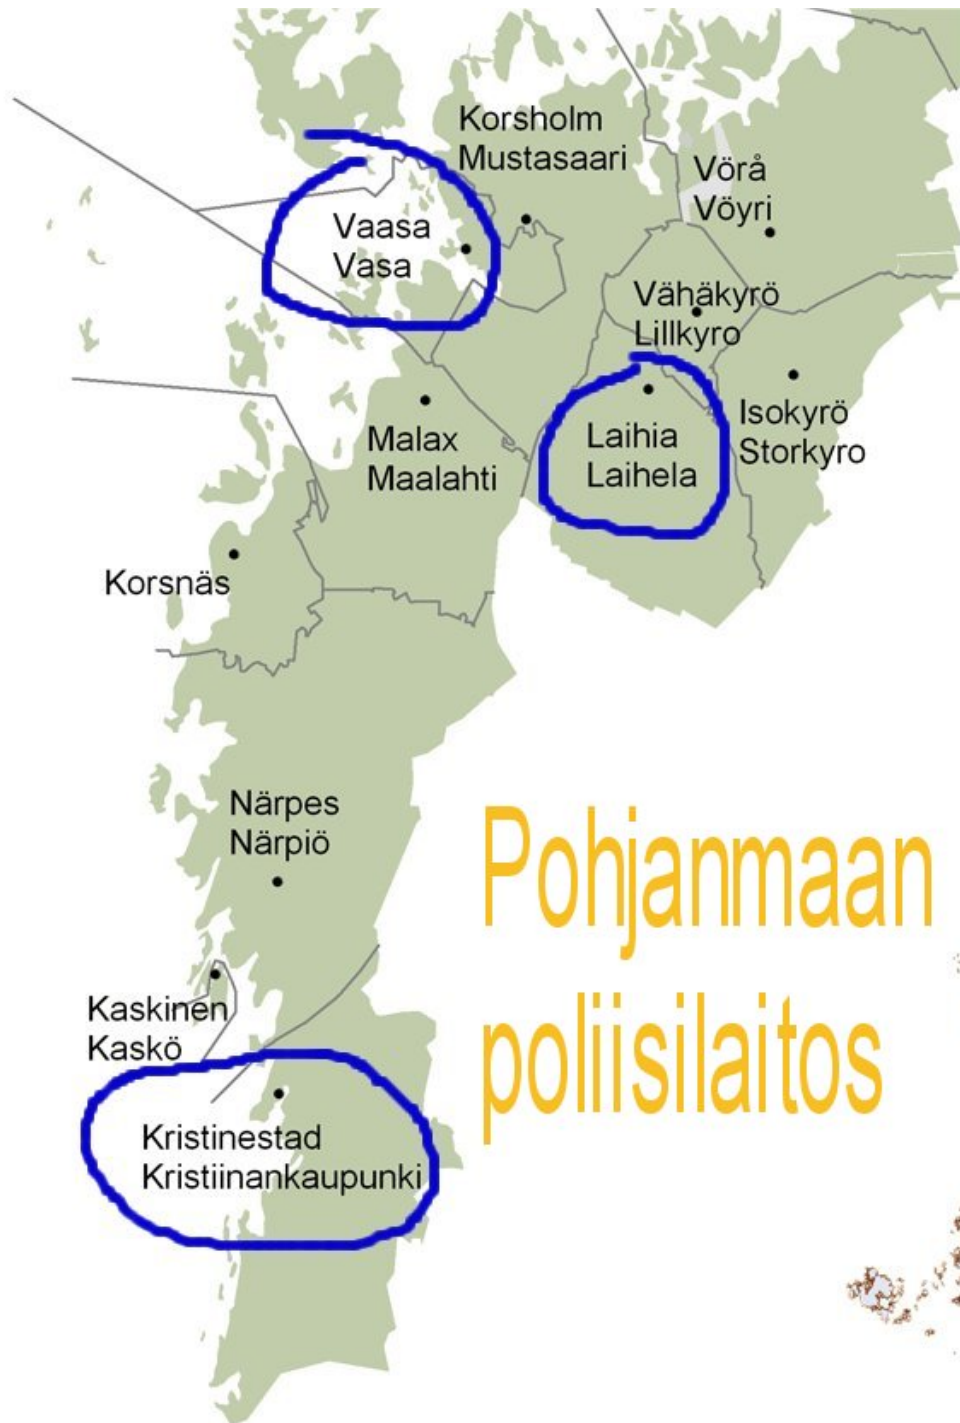 Korsholm
Mustasaari
Vörå
Vöyri
Vaasa
Vasa
Vähäkyrö
Lillkyro
Isokyrö
Storkyro
Malax
Maalahti
Laihia
Laihela
Korsnäs
Närpes
Närpiö
Pohjanmaan
poliisilaitos
Kaskinen
Kaskö
Kristinestad
Kristiinankaupunki